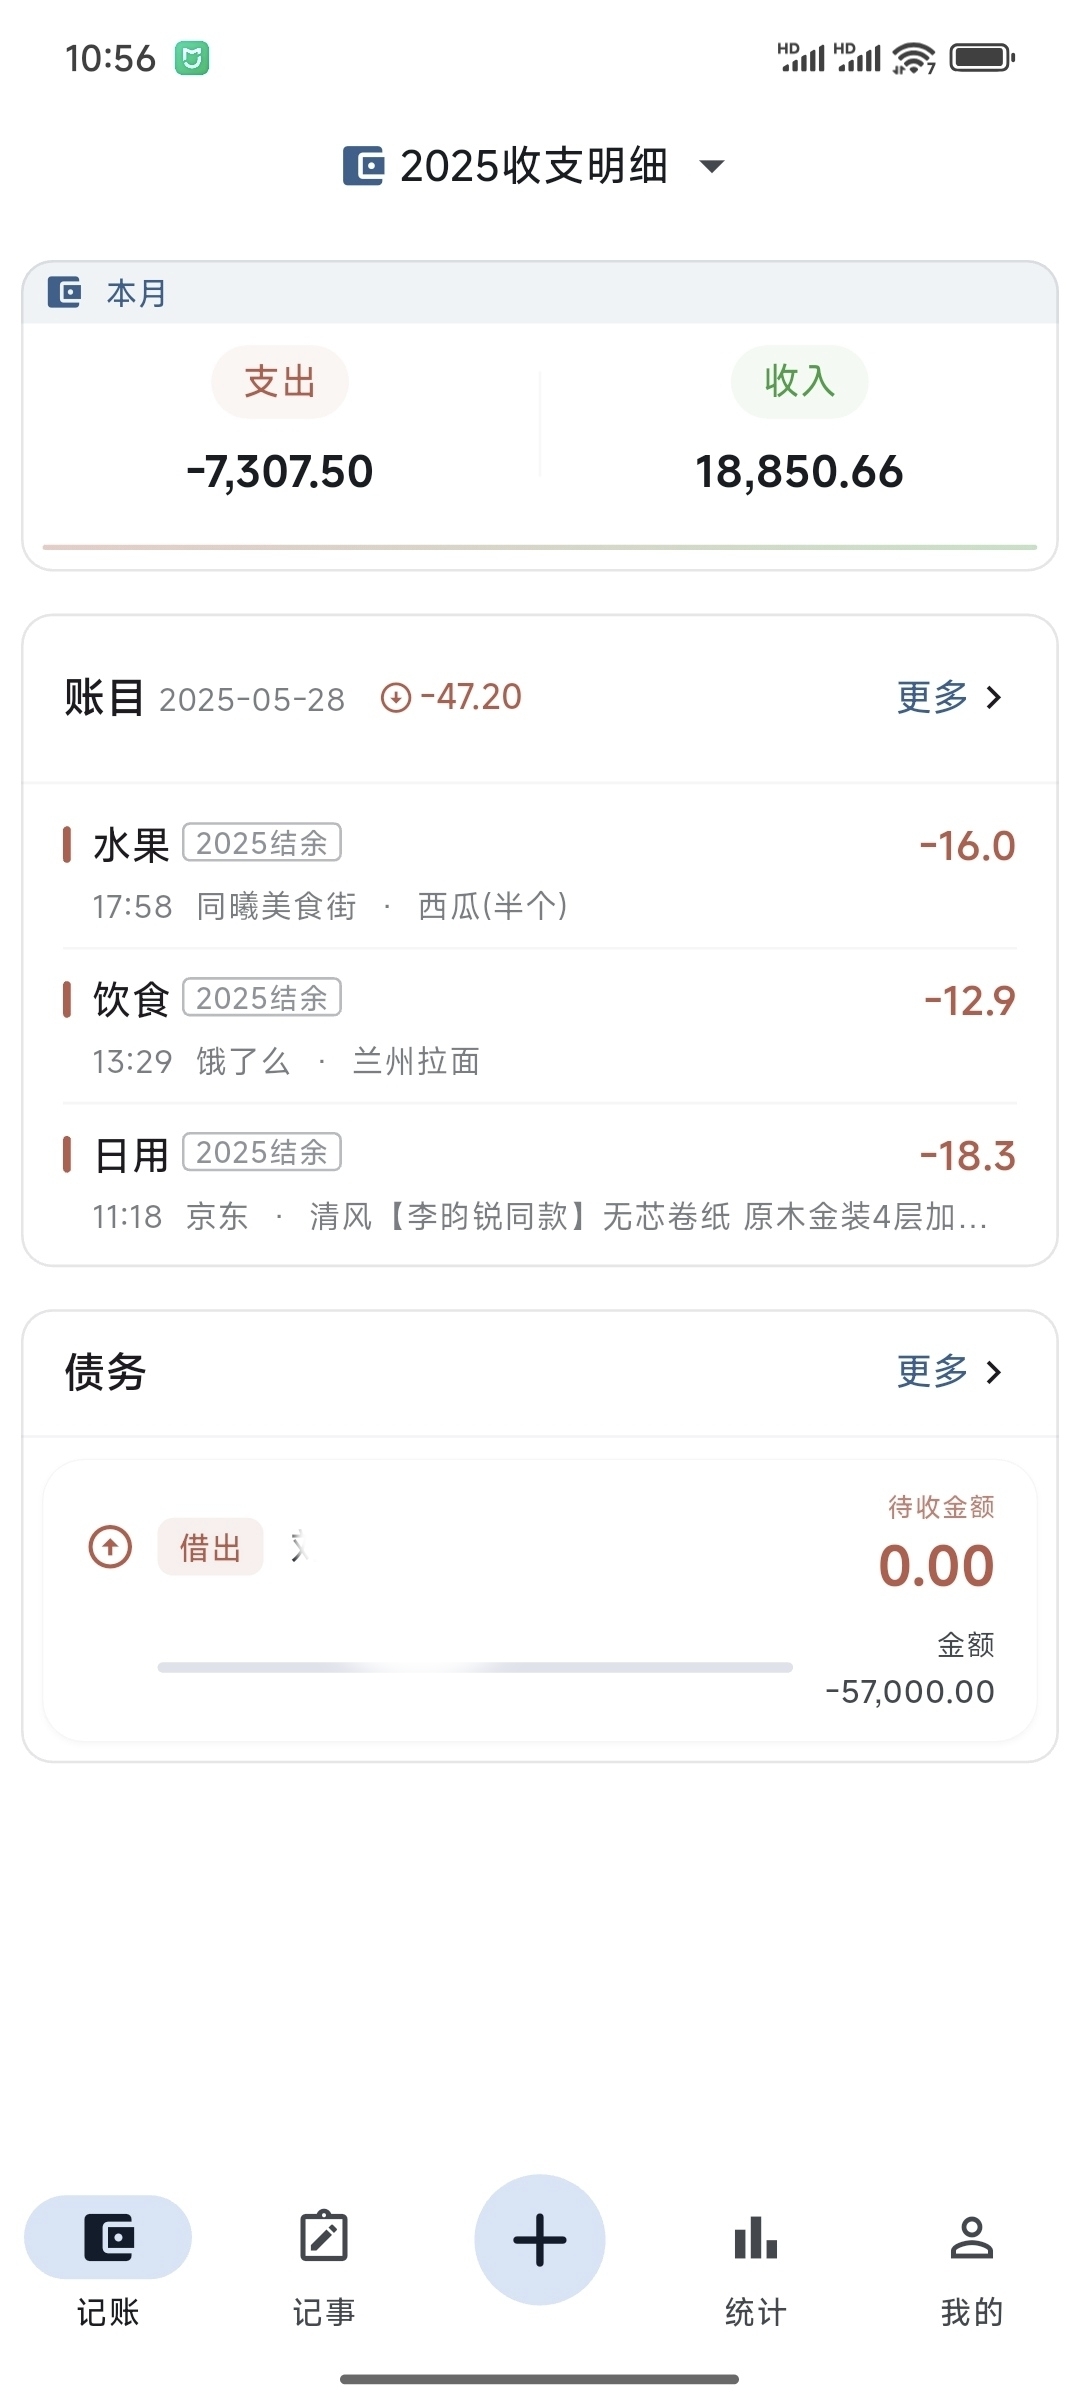 10:56 HD HD 7
2025收支明细
本月
支出 收入
-7,307.50 18,850.66
账目 2025-05-28 -47.20 更多
水果 2025结余 -16.0
17:58 同曦美食街 · 西瓜(半个)
饮食 2025结余 -12.9
13:29 饿了么 · 兰州拉面
日用 2025结余 -18.3
11:18 京东 · 清风【李昀锐同款】无芯卷纸 原木金装4层加...
债务 更多
待收金额
借出
0.00
金额
-57,000.00
记账 记事 统计 我的